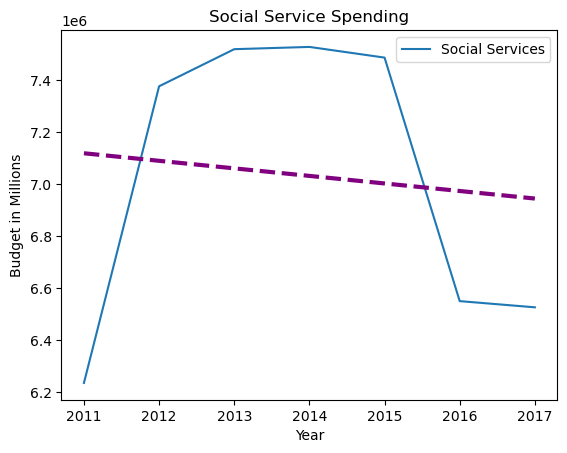 Social Service Spending
1e6
Social Services
7.4
7.2
7.0
6.8
6.6
6.4
6.2
Budget in Millions
2011 2012 2013 2014 2015 2016 2017
Year